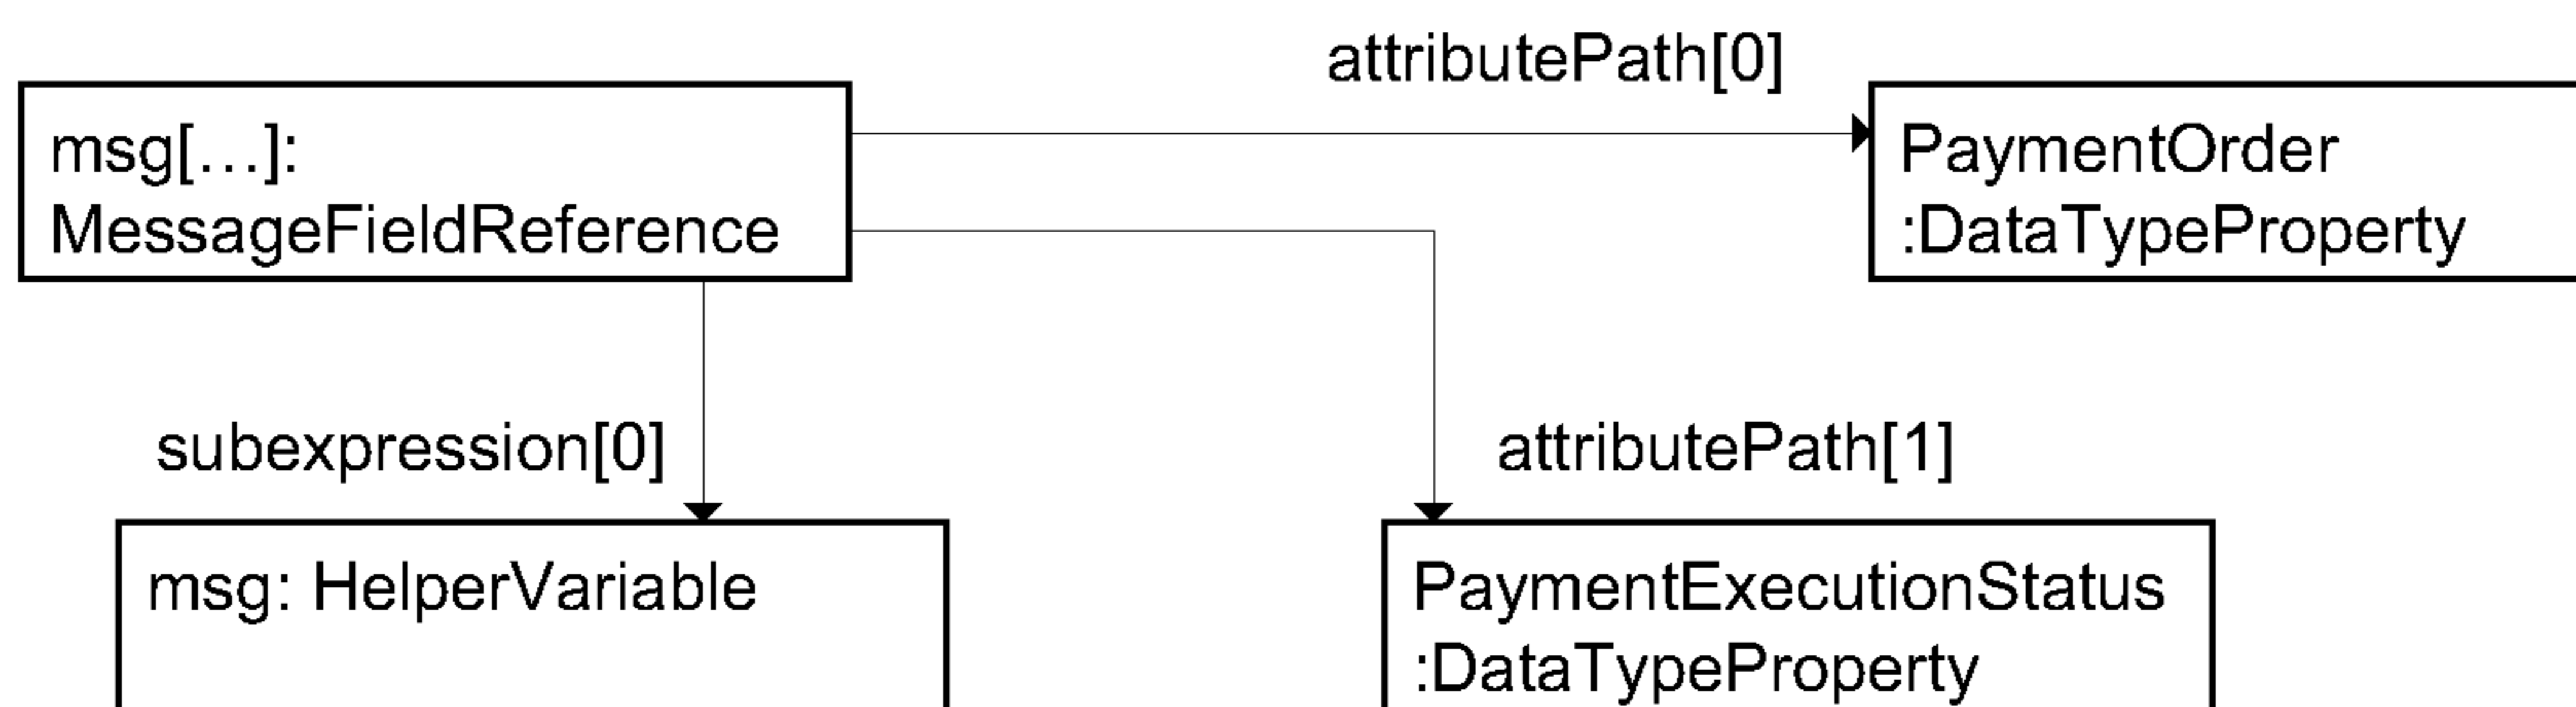 attributePath[0]
msg[…]:
MessageFieldReference
PaymentOrder
:DataTypeProperty
subexpression[0]
attributePath[1]
msg: HelperVariable
PaymentExecutionStatus
:DataTypeProperty